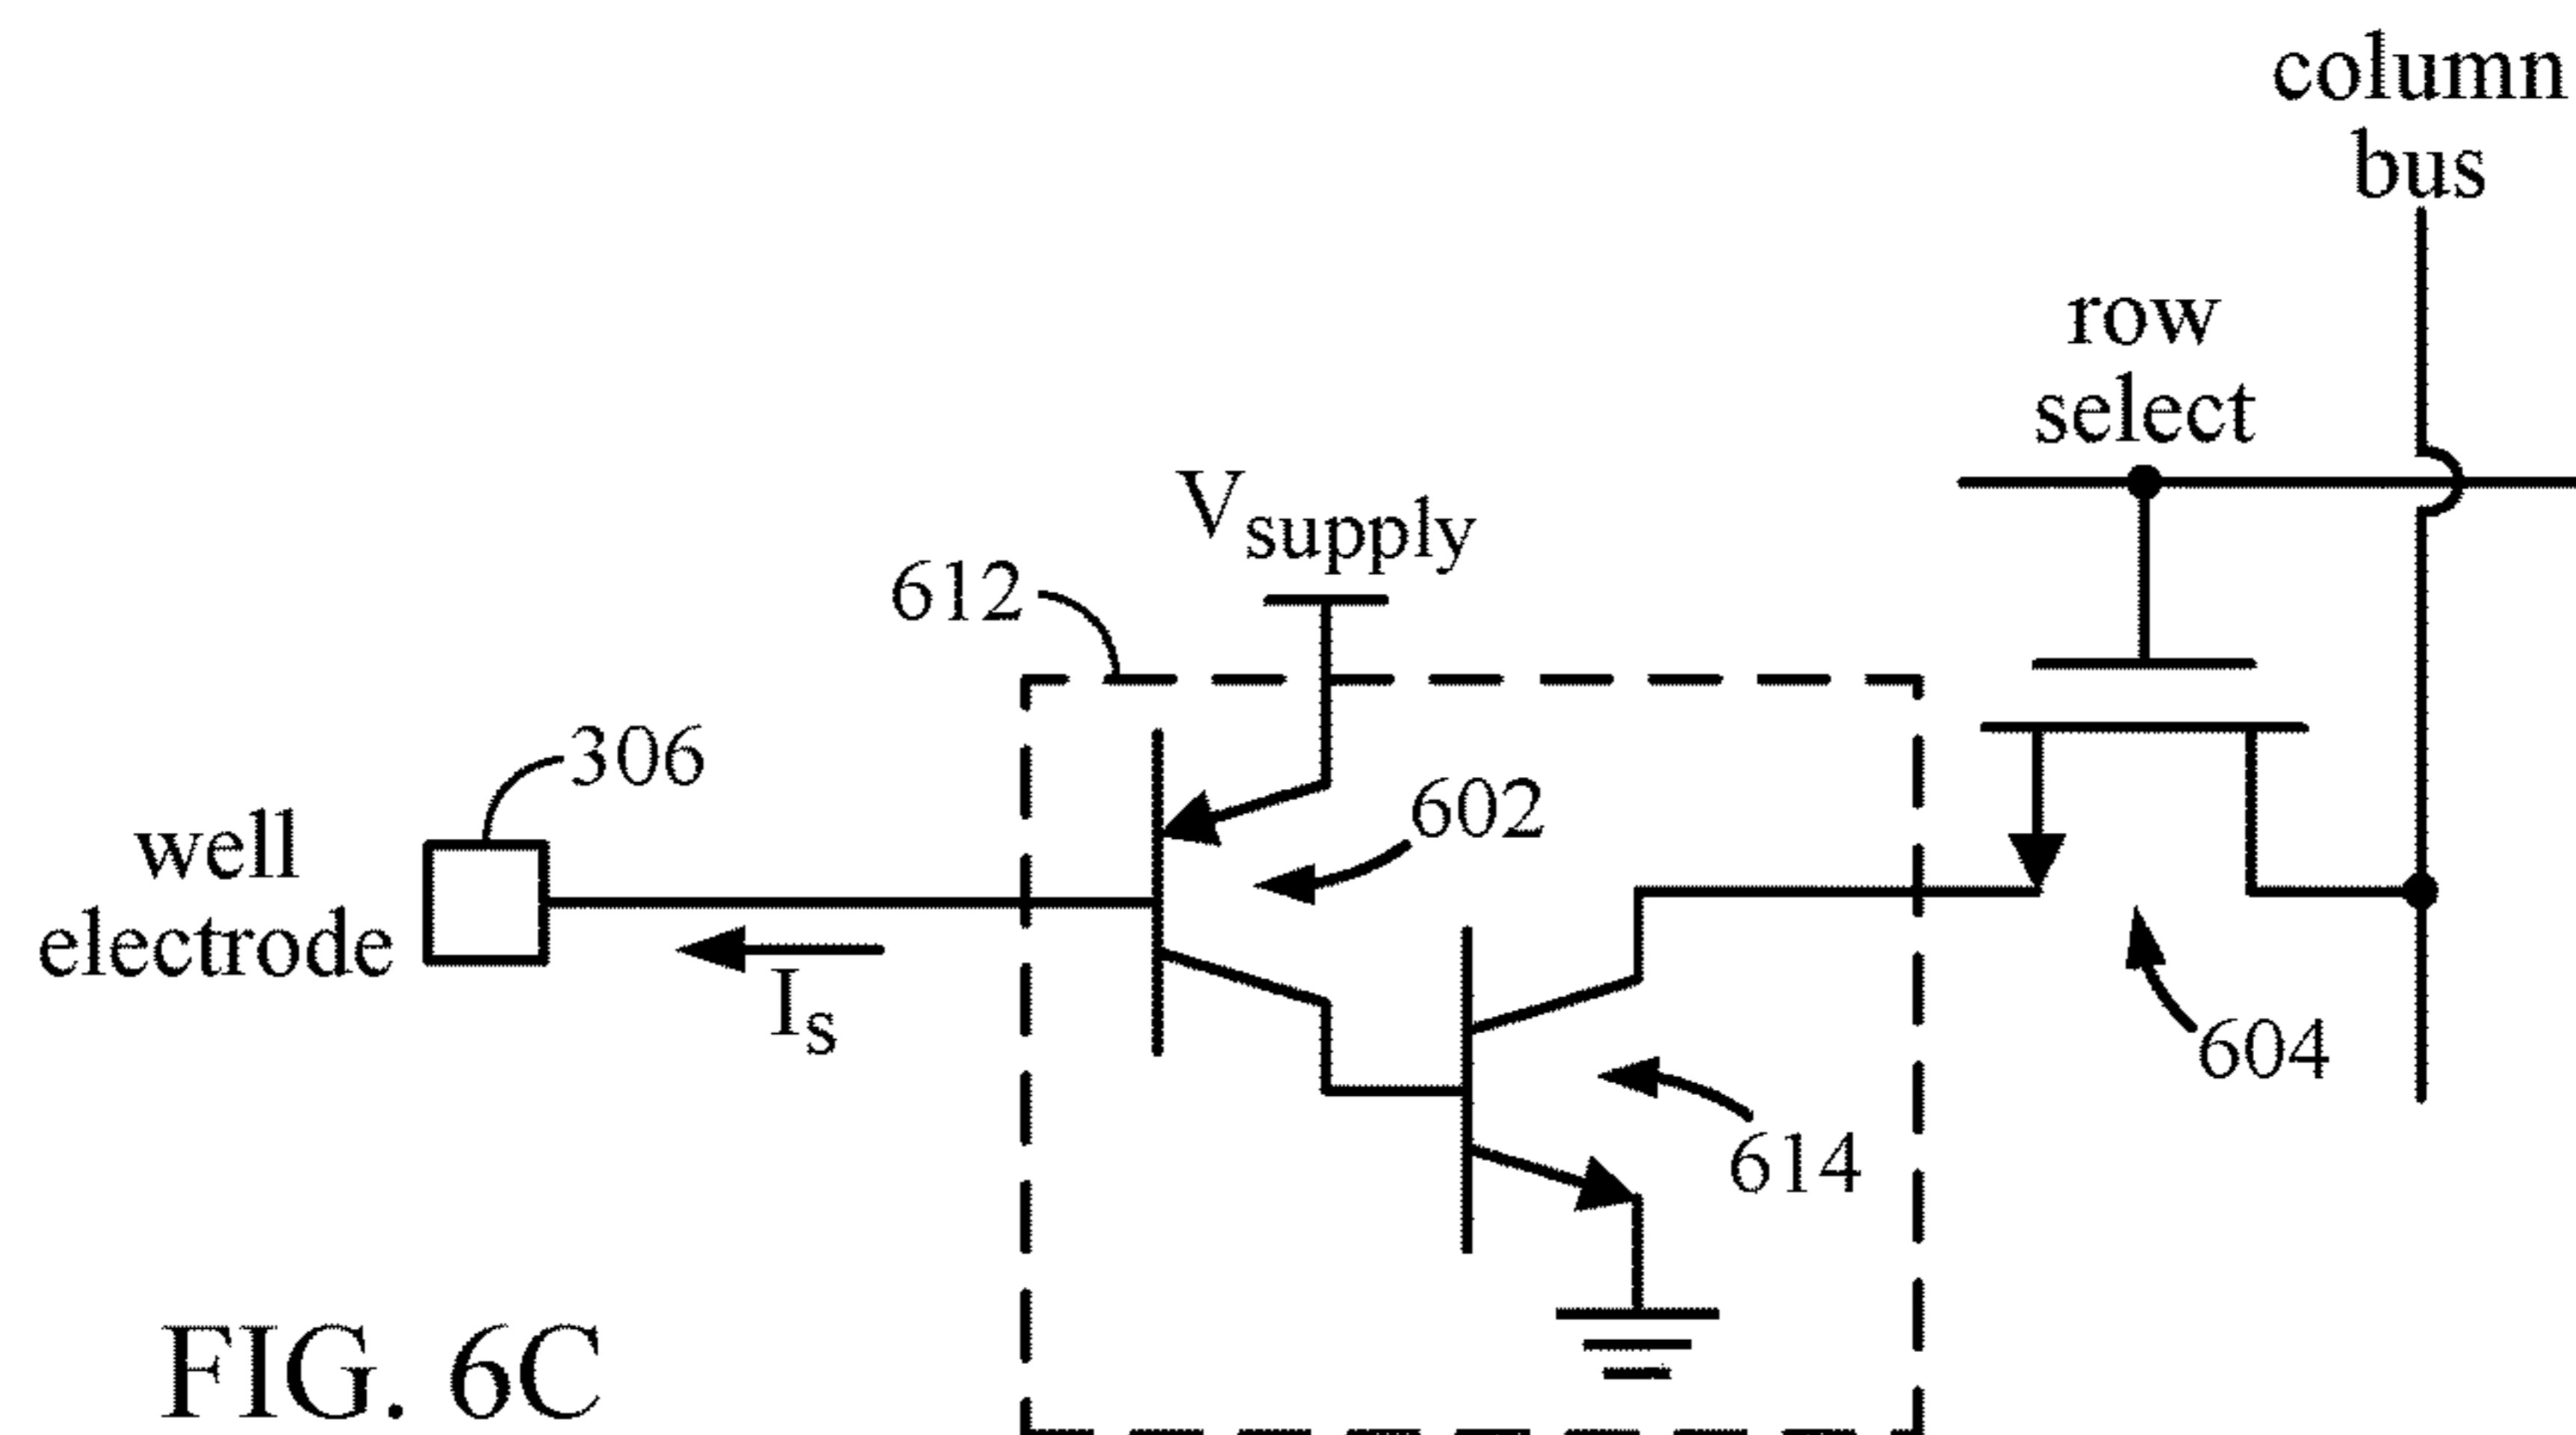 column
bus
row
select
Vsupply
612
306
602
well
electrode
Is
604
614
FIG. 6C